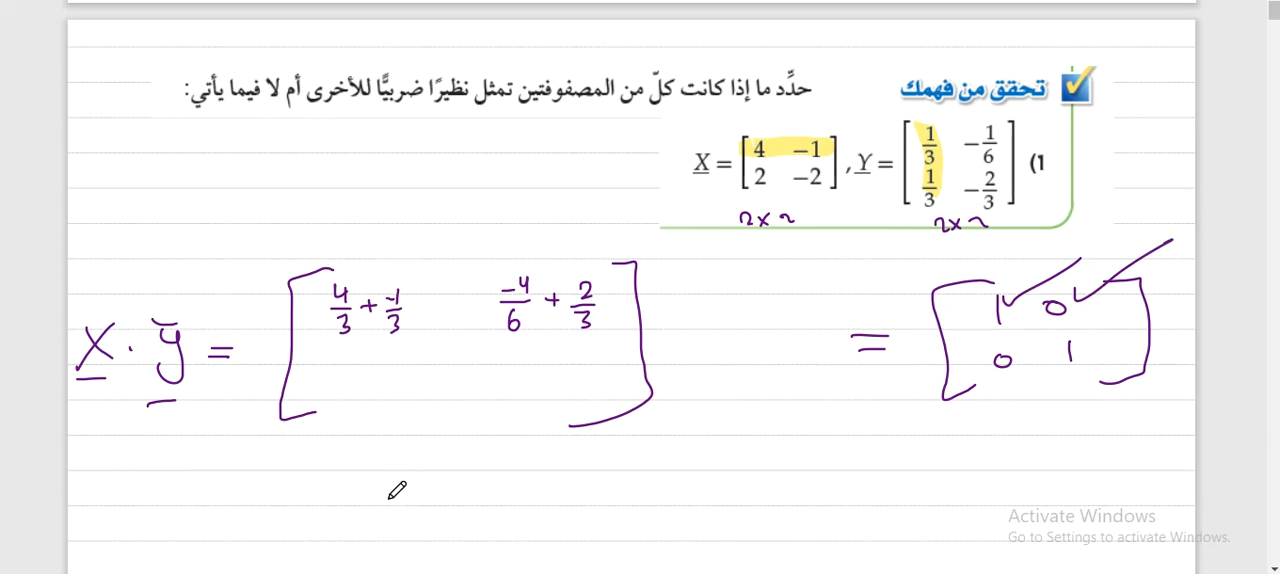 تحقق من فهمك
حدِّد ما إذا كانت كلّ من المصفوفتين تمثل نظيرًا ضربيًّا للأخرى أم لا فيما يأتي:
(1 X = [4 −1; 2 −2] , Y = [1/3 −1/6; 1/3 −2/3]
2×2 2×2
X · Y = [4/3 + -1/3 -4/6 + 2/3] = [1 0; 0 1]
Activate Windows
Go to Settings to activate Windows.